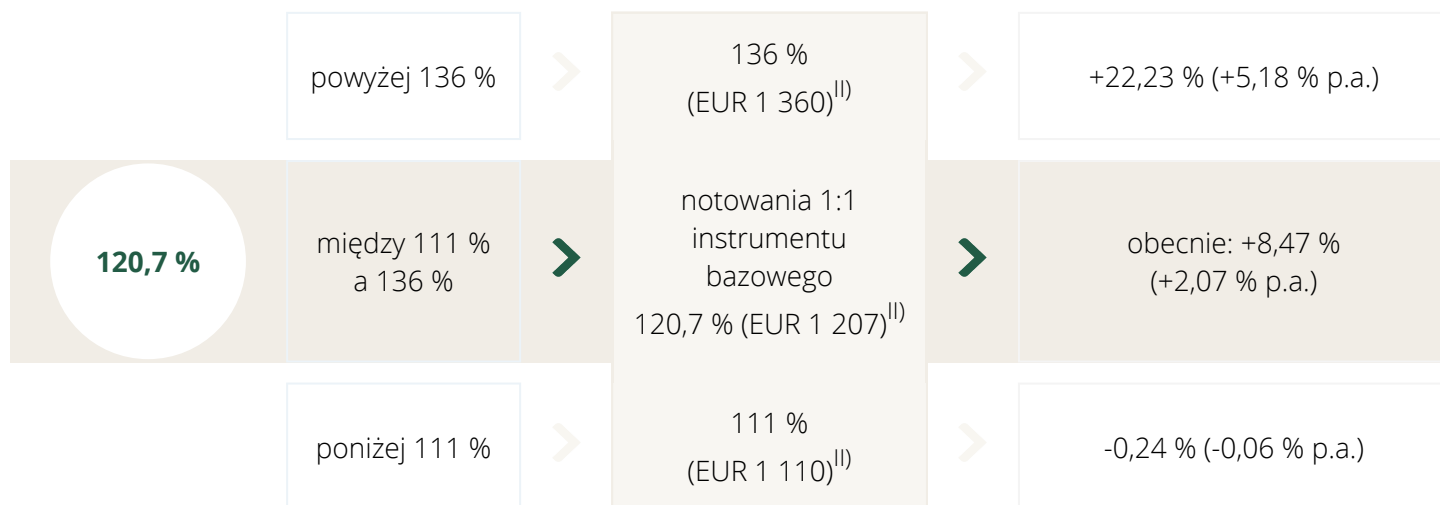 powyżej 136 %
136 %
(EUR 1 360)II)
+22,23 % (+5,18 % p.a.)
120,7 %
między 111 %
a 136 %
notowania 1:1
instrumentu
bazowego
120,7 % (EUR 1 207)II)
obecnie: +8,47 %
(+2,07 % p.a.)
poniżej 111 %
111 %
(EUR 1 110)II)
-0,24 % (-0,06 % p.a.)